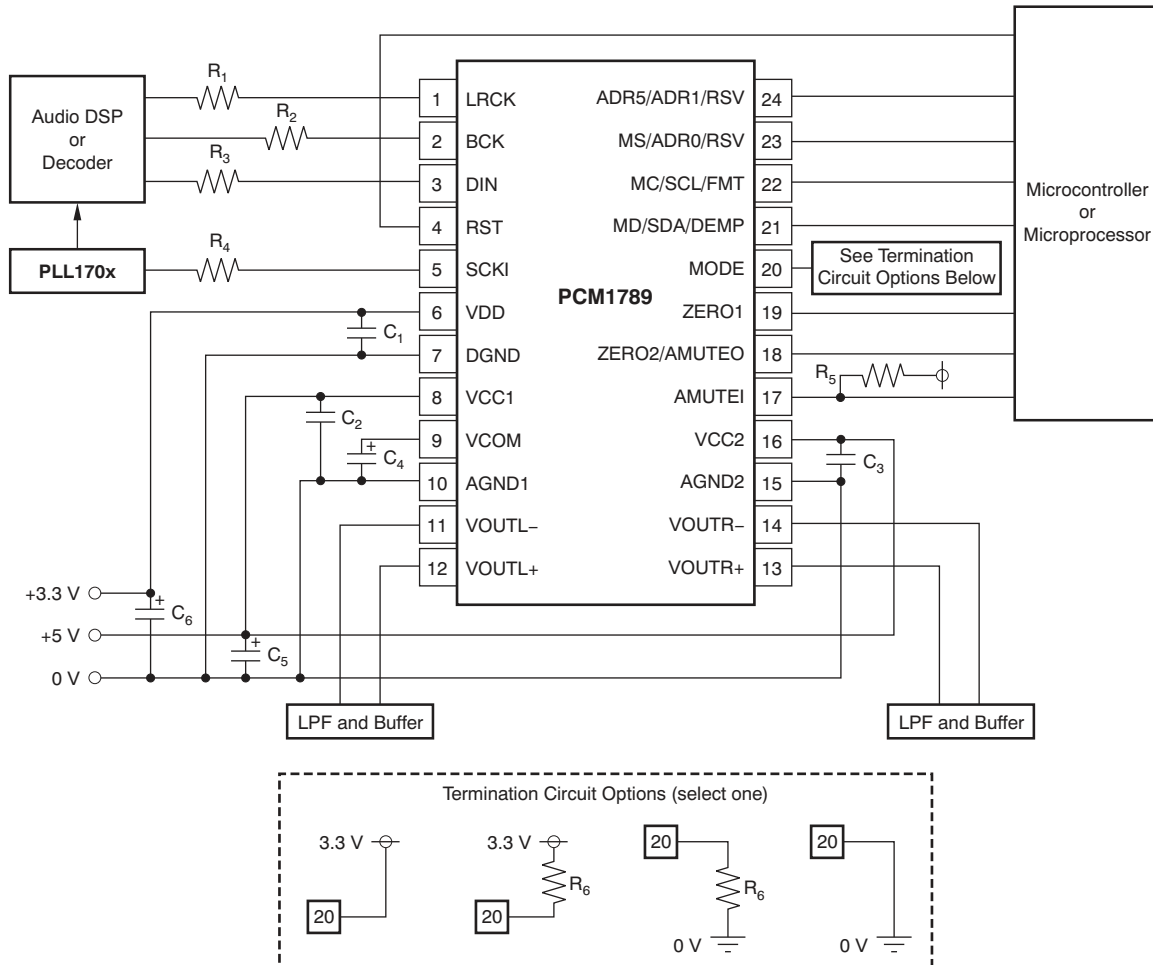 Audio DSP
or
Decoder
PLL170x
R1
R2
R3
R4
1 LRCK
2 BCK
3 DIN
4 RST
5 SCKI
6 VDD
7 DGND
8 VCC1
9 VCOM
10 AGND1
11 VOUTL−
12 VOUTL+
PCM1789
ADR5/ADR1/RSV 24
MS/ADR0/RSV 23
MC/SCL/FMT 22
MD/SDA/DEMP 21
MODE 20
ZERO1 19
ZERO2/AMUTEO 18
AMUTEI 17
VCC2 16
AGND2 15
VOUTR− 14
VOUTR+ 13
Microcontroller
or
Microprocessor
See Termination
Circuit Options Below
R5
C1
C2
+
C4
C3
+3.3 V
+
C6
+5 V
+
C5
0 V
LPF and Buffer
LPF and Buffer
Termination Circuit Options (select one)
3.3 V
20
3.3 V
R6
20
20
R6
0 V
20
0 V